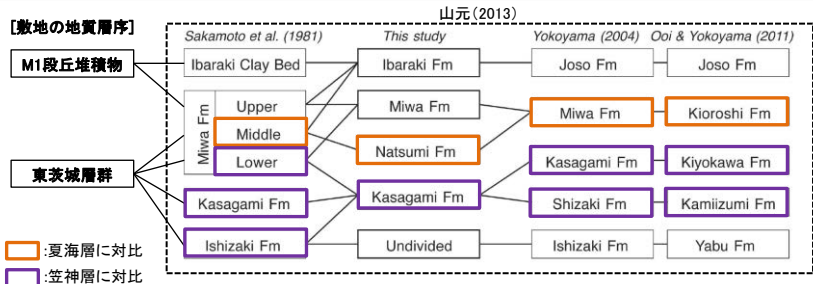 山元(2013)
[敷地の地質層序]
Sakamoto et al. (1981)
This study
Yokoyama (2004)
Ooi & Yokoyama (2011)
M1段丘堆積物
Ibaraki Clay Bed
Ibaraki Fm
Joso Fm
Joso Fm
Miwa Fm
Upper
Miwa Fm
Middle
Miwa Fm
Kioroshi Fm
Natsumi Fm
Lower
Kasagami Fm
Kiyokawa Fm
東茨城層群
Kasagami Fm
Kasagami Fm
Shizaki Fm
Kamiizumi Fm
Ishizaki Fm
Undivided
Ishizaki Fm
Yabu Fm
:夏海層に対比
:笠神層に対比